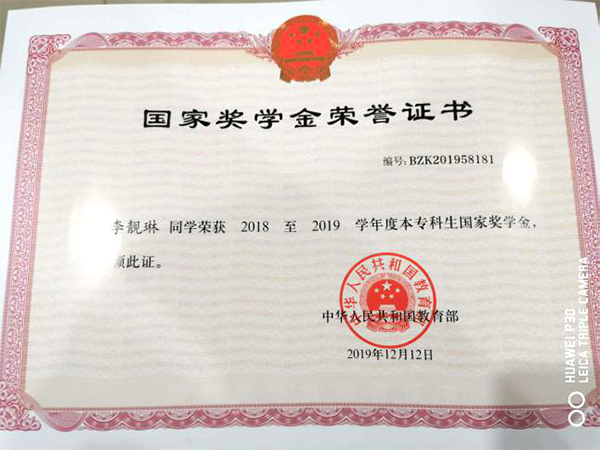 国家奖学金荣誉证书
编号: BZK201958181
李靓琳 同学荣获 2018 至 2019 学年度本专科生国家奖学金,
颁此证。
中华人民共和国教育部
中华人民共和国教育部
2019年12月12日
HUAWEI P30
LEICA TRIPLE CAMERA